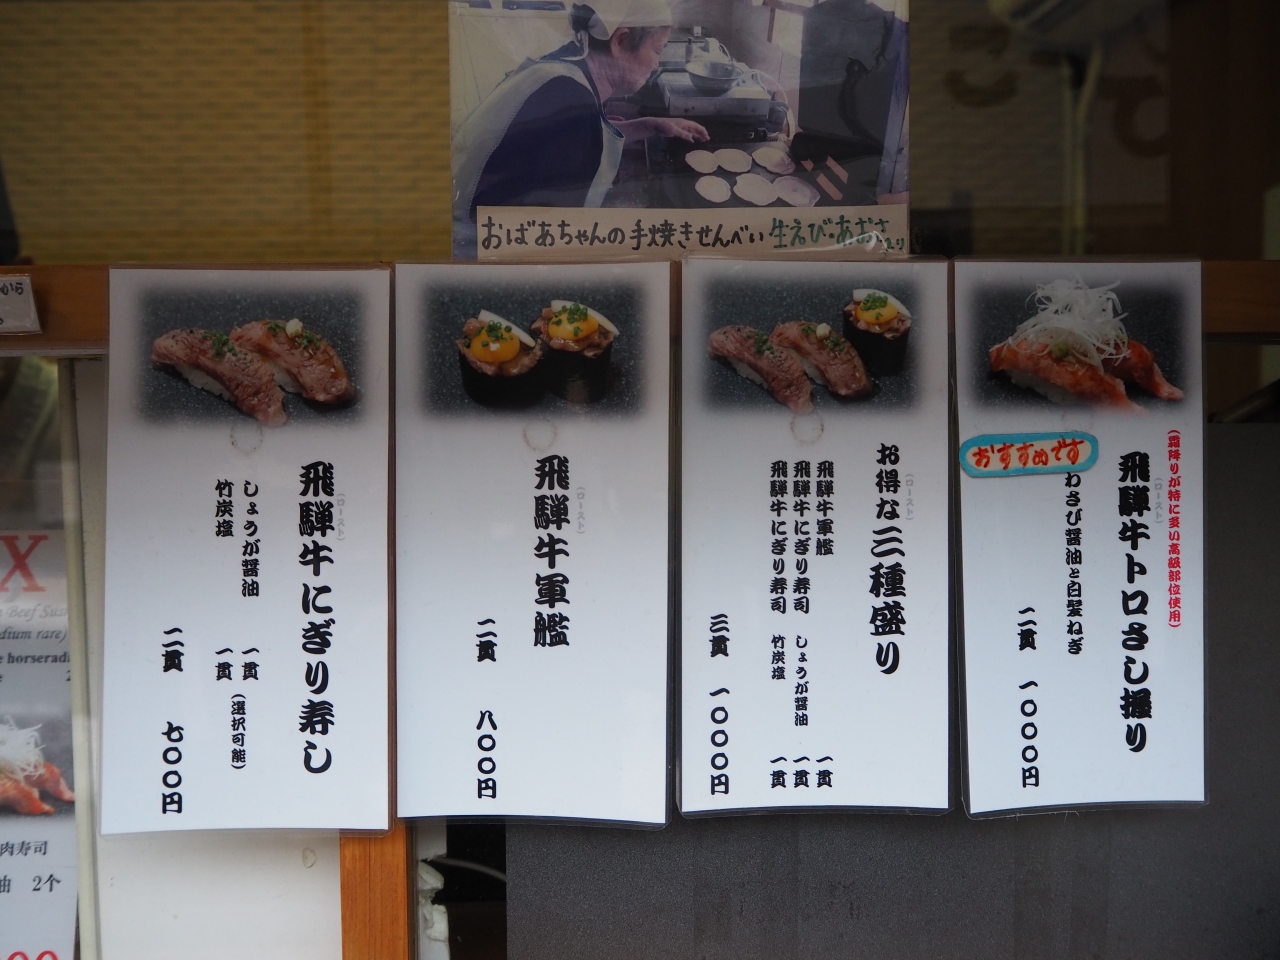 おばあちゃんの手焼きせんべい 生えび・あおさ入り
から
飛騨牛にぎり寿し
(ロースト)
しょうが醤油 一貫
竹炭塩 一貫
(選択可能)
二貫 七〇〇円
飛騨牛軍艦
(ロースト)
二貫 八〇〇円
お得な三種盛り
(ロースト)
飛騨牛軍艦 一貫
飛騨牛にぎり寿司 しょうが醤油 一貫
飛騨牛にぎり寿司 竹炭塩 一貫
三貫 一〇〇〇円
(霜降りが特に多い高級部位使用)
飛騨牛トロさし握り
(ロースト)
おすすめです
わさび醤油と白髪ねぎ
二貫 一〇〇〇円
X
Beef
dium rare)
horserad
肉寿司
油 2个